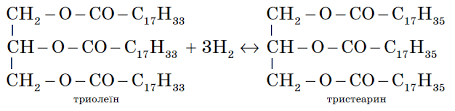 CH₂ – O – CO – C₁₇H₃₃ CH₂ – O – CO – C₁₇H₃₅
CH – O – CO – C₁₇H₃₃ + 3H₂ ↔ CH – O – CO – C₁₇H₃₅
CH₂ – O – CO – C₁₇H₃₃ CH₂ – O – CO – C₁₇H₃₅
триолеїн тристеарин